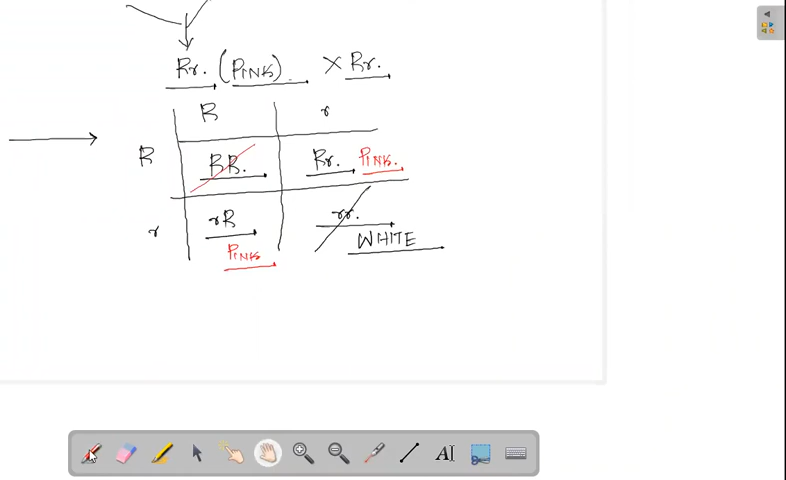 Rr. (PINK) X Rr.
R r
R RR. Rr. PINK.
r rR rr.
PINK WHITE